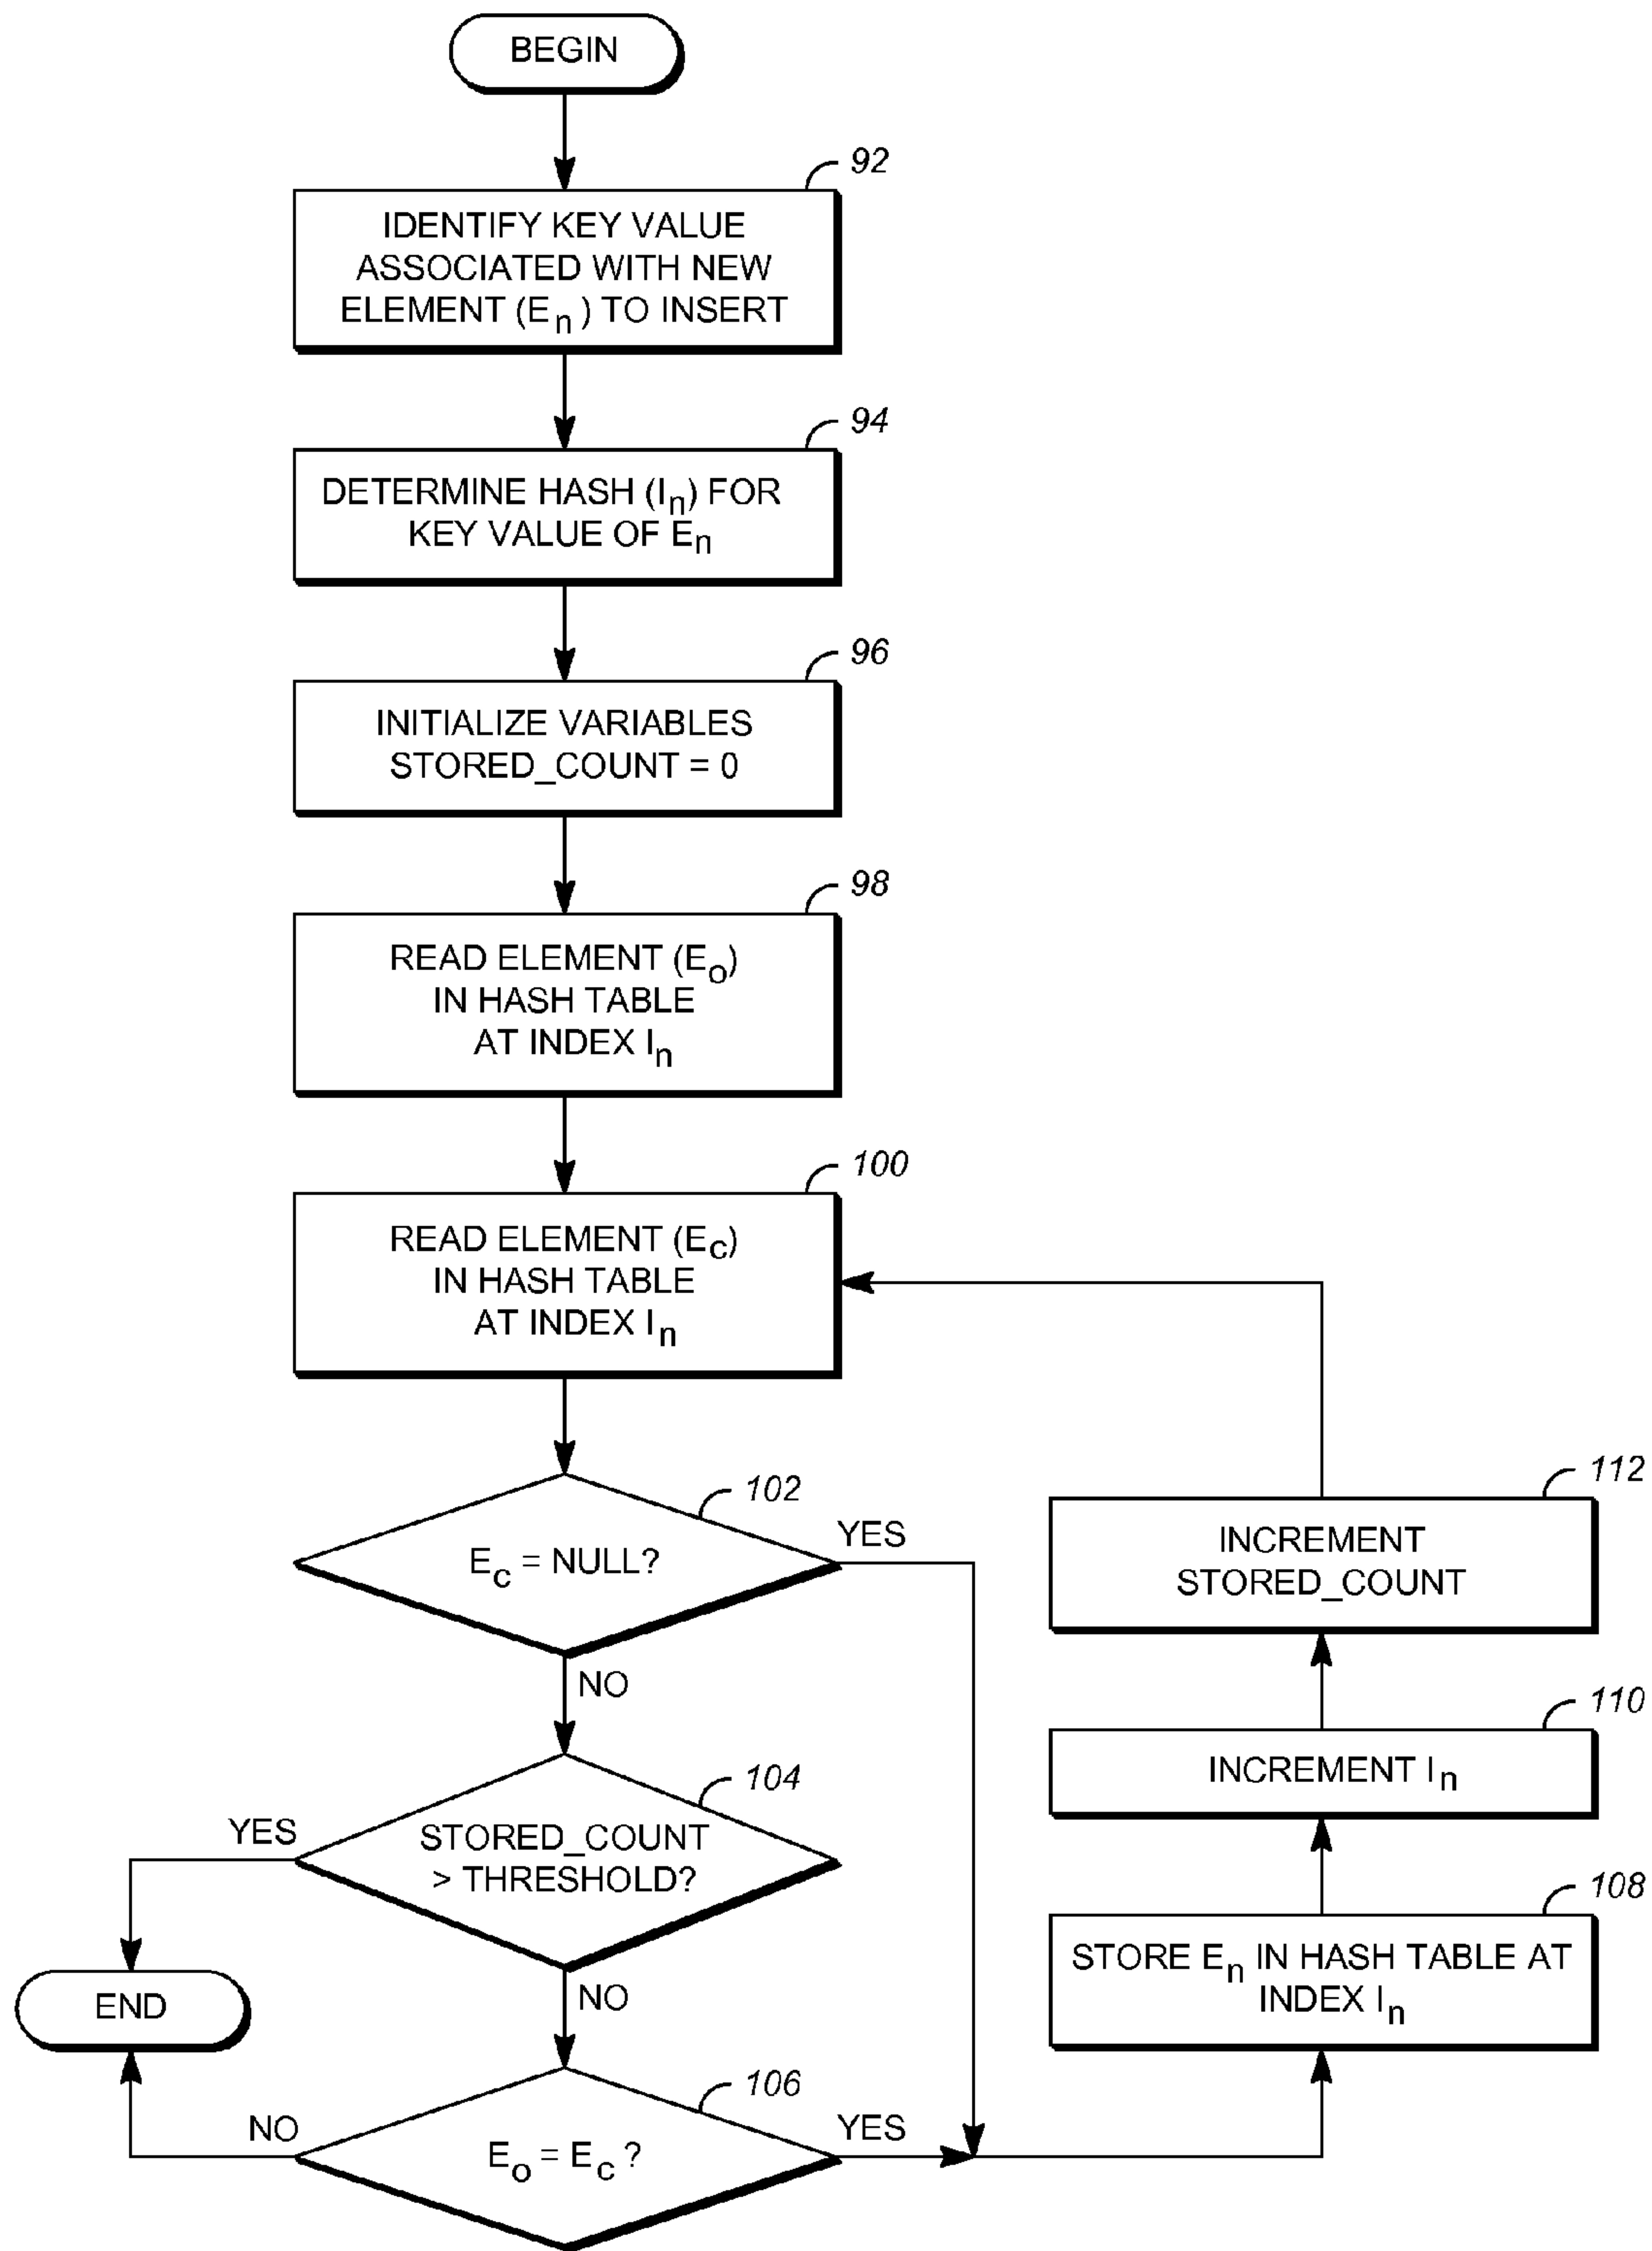 BEGIN
92
IDENTIFY KEY VALUE
ASSOCIATED WITH NEW
ELEMENT (En) TO INSERT
94
DETERMINE HASH (In) FOR
KEY VALUE OF En
96
INITIALIZE VARIABLES
STORED_COUNT = 0
98
READ ELEMENT (Eo)
IN HASH TABLE
AT INDEX In
100
READ ELEMENT (Ec)
IN HASH TABLE
AT INDEX In
102
Ec = NULL?
YES
NO
104
STORED_COUNT
> THRESHOLD?
YES
NO
END
106
Eo = Ec ?
NO
YES
108
STORE En IN HASH TABLE AT
INDEX In
110
INCREMENT In
112
INCREMENT
STORED_COUNT